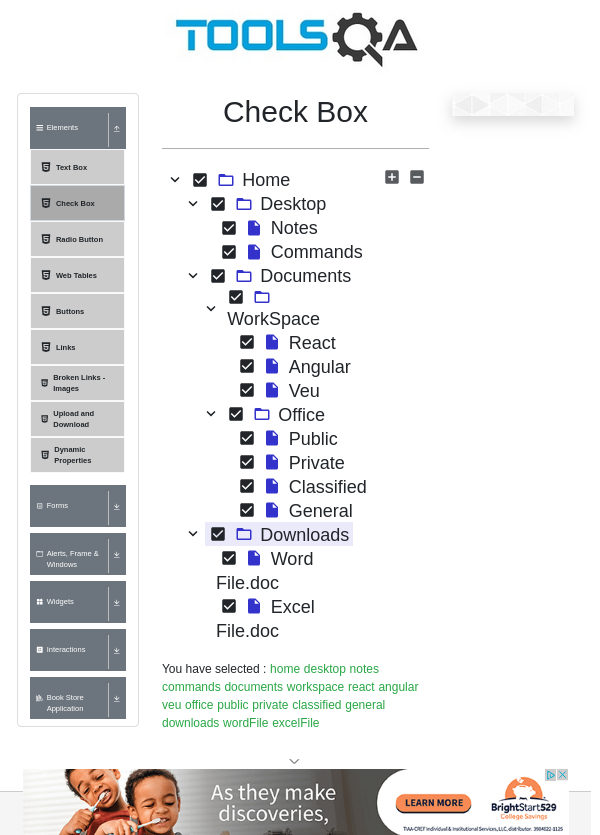 TOOLSQA
Elements
Text Box
Check Box
Radio Button
Web Tables
Buttons
Links
Broken Links -
Images
Upload and
Download
Dynamic
Properties
Forms
Alerts, Frame &
Windows
Widgets
Interactions
Book Store
Application
Check Box
Home
Desktop
Notes
Commands
Documents
WorkSpace
React
Angular
Veu
Office
Public
Private
Classified
General
Downloads
Word
File.doc
Excel
File.doc
You have selected : home desktop notes
commands documents workspace react angular
veu office public private classified general
downloads wordFile excelFile
As they make
discoveries,
LEARN MORE
BrightStart529
College Savings
TIAA-CREF Individual & Institutional Services, LLC, distributor. 3904022-1125